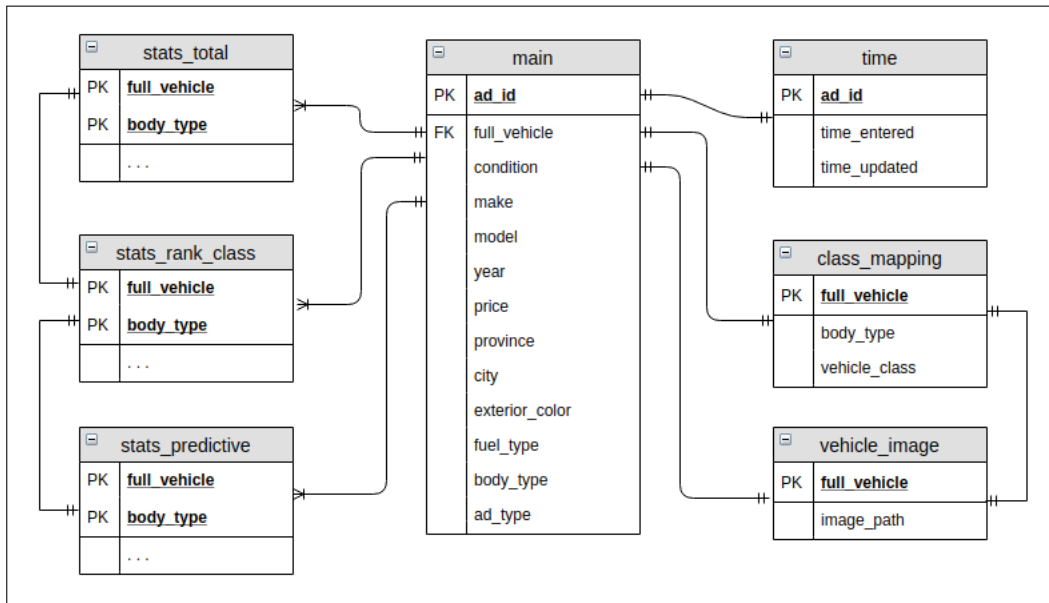 stats_total
PK full_vehicle
PK body_type
. . .
stats_rank_class
PK full_vehicle
PK body_type
. . .
stats_predictive
PK full_vehicle
PK body_type
. . .
main
PK ad_id
FK full_vehicle
condition
make
model
year
price
province
city
exterior_color
fuel_type
body_type
ad_type
time
PK ad_id
time_entered
time_updated
class_mapping
PK full_vehicle
body_type
vehicle_class
vehicle_image
PK full_vehicle
image_path